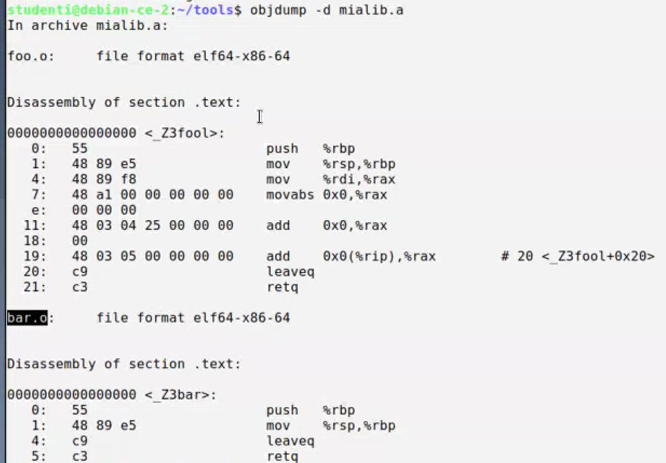 studenti@debian-ce-2:~/tools$ objdump -d mialib.a
In archive mialib.a:
foo.o:     file format elf64-x86-64
Disassembly of section .text:
0000000000000000 <_Z3fool>:
0:   55                      push   %rbp
1:   48 89 e5                mov    %rsp,%rbp
4:   48 89 f8                mov    %rdi,%rax
7:   48 a1 00 00 00 00 00    movabs 0x0,%rax
e:   00 00 00
11:   48 03 04 25 00 00 00    add    0x0,%rax
18:   00
19:   48 03 05 00 00 00 00    add    0x0(%rip),%rax        # 20 <_Z3fool+0x20>
20:   c9                      leaveq
21:   c3                      retq
bar.o:     file format elf64-x86-64
Disassembly of section .text:
0000000000000000 <_Z3bar>:
0:   55                      push   %rbp
1:   48 89 e5                mov    %rsp,%rbp
4:   c9                      leaveq
5:   c3                      retq